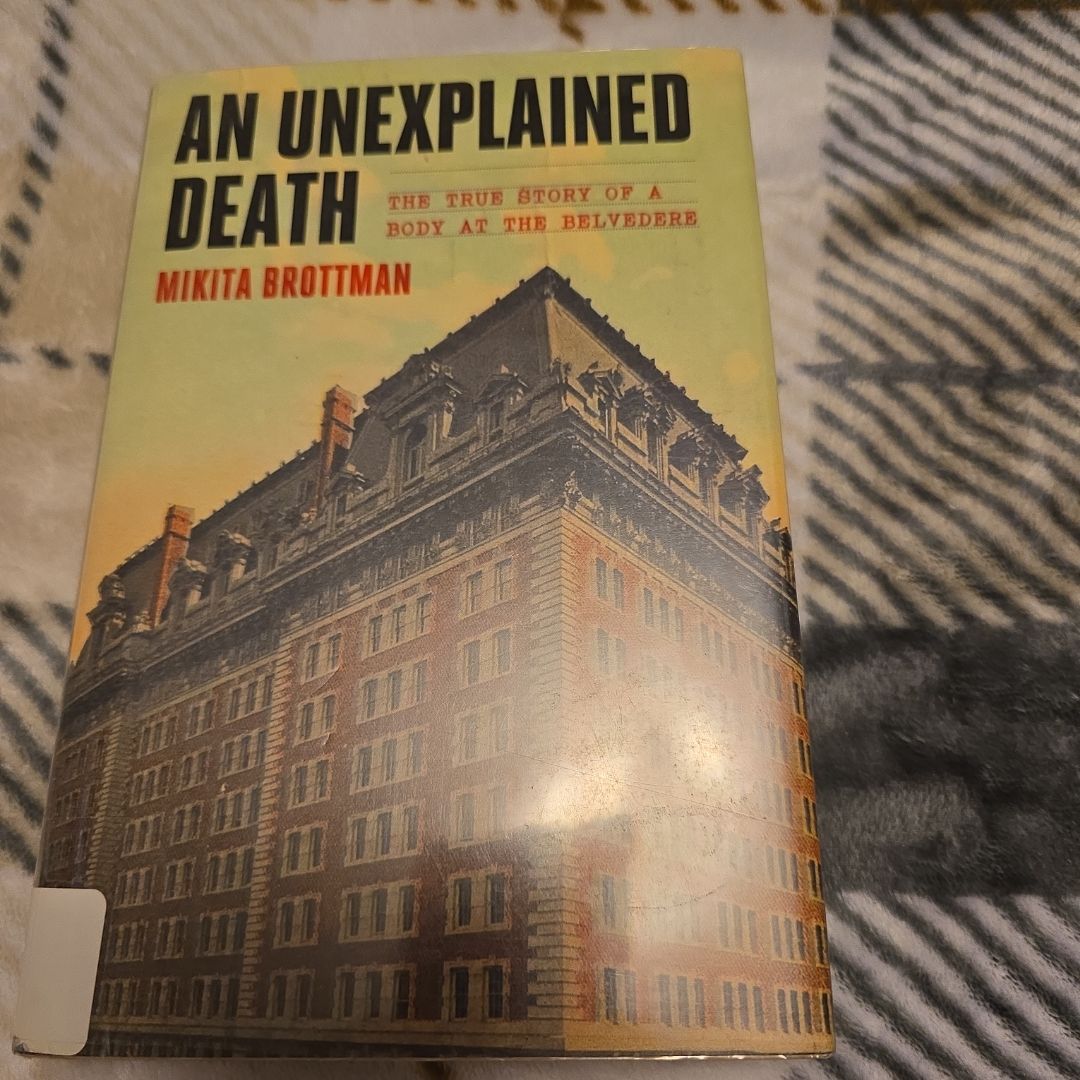 AN UNEXPLAINED
DEATH
THE TRUE STORY OF A
BODY AT THE BELVEDERE
MIKITA BROTTMAN